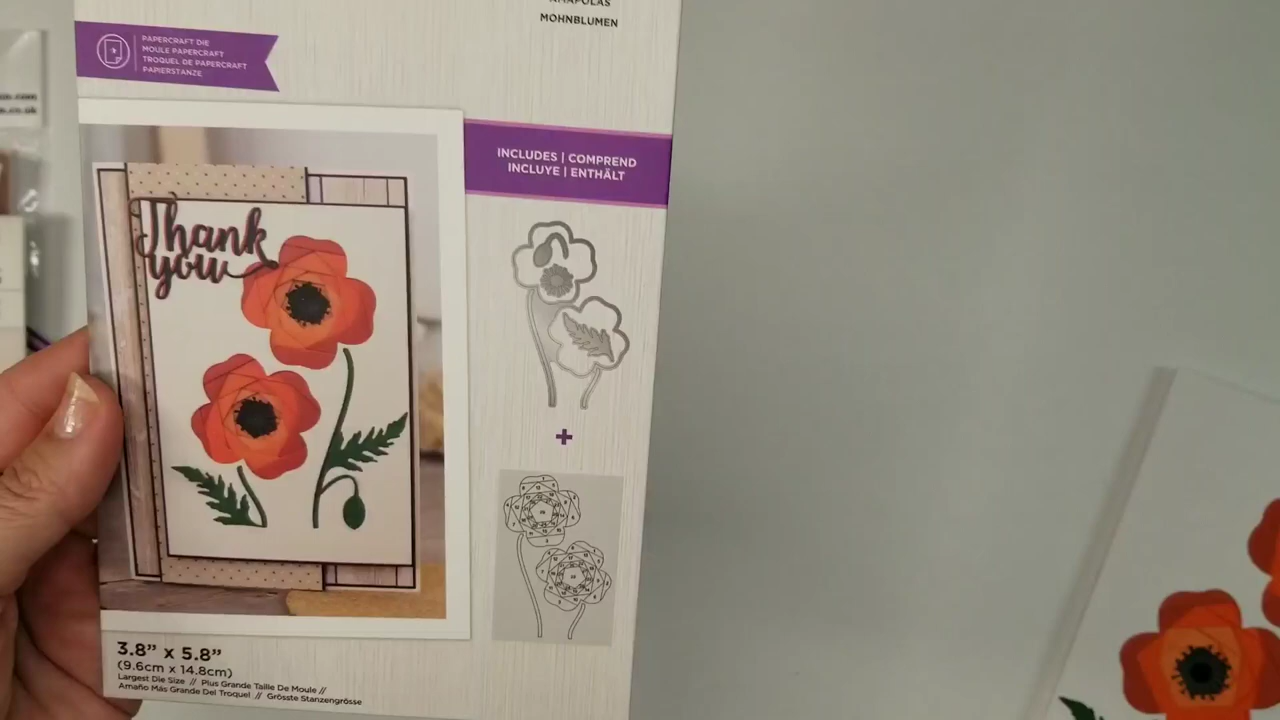 AMAPOLAS
MOHNBLUMEN
PAPERCRAFT DIE
MOULE PAPERCRAFT
TROQUEL DE PAPERCRAFT
PAPIERSTANZE
INCLUDES | COMPREND
INCLUYE | ENTHÄLT
Thank
you
+
3.8” x 5.8”
(9.6cm x 14.8cm)
Largest Die Size // Plus Grande Taille De Moule //
Amaño Más Grande Del Troquel // Grösste Stanzengrösse